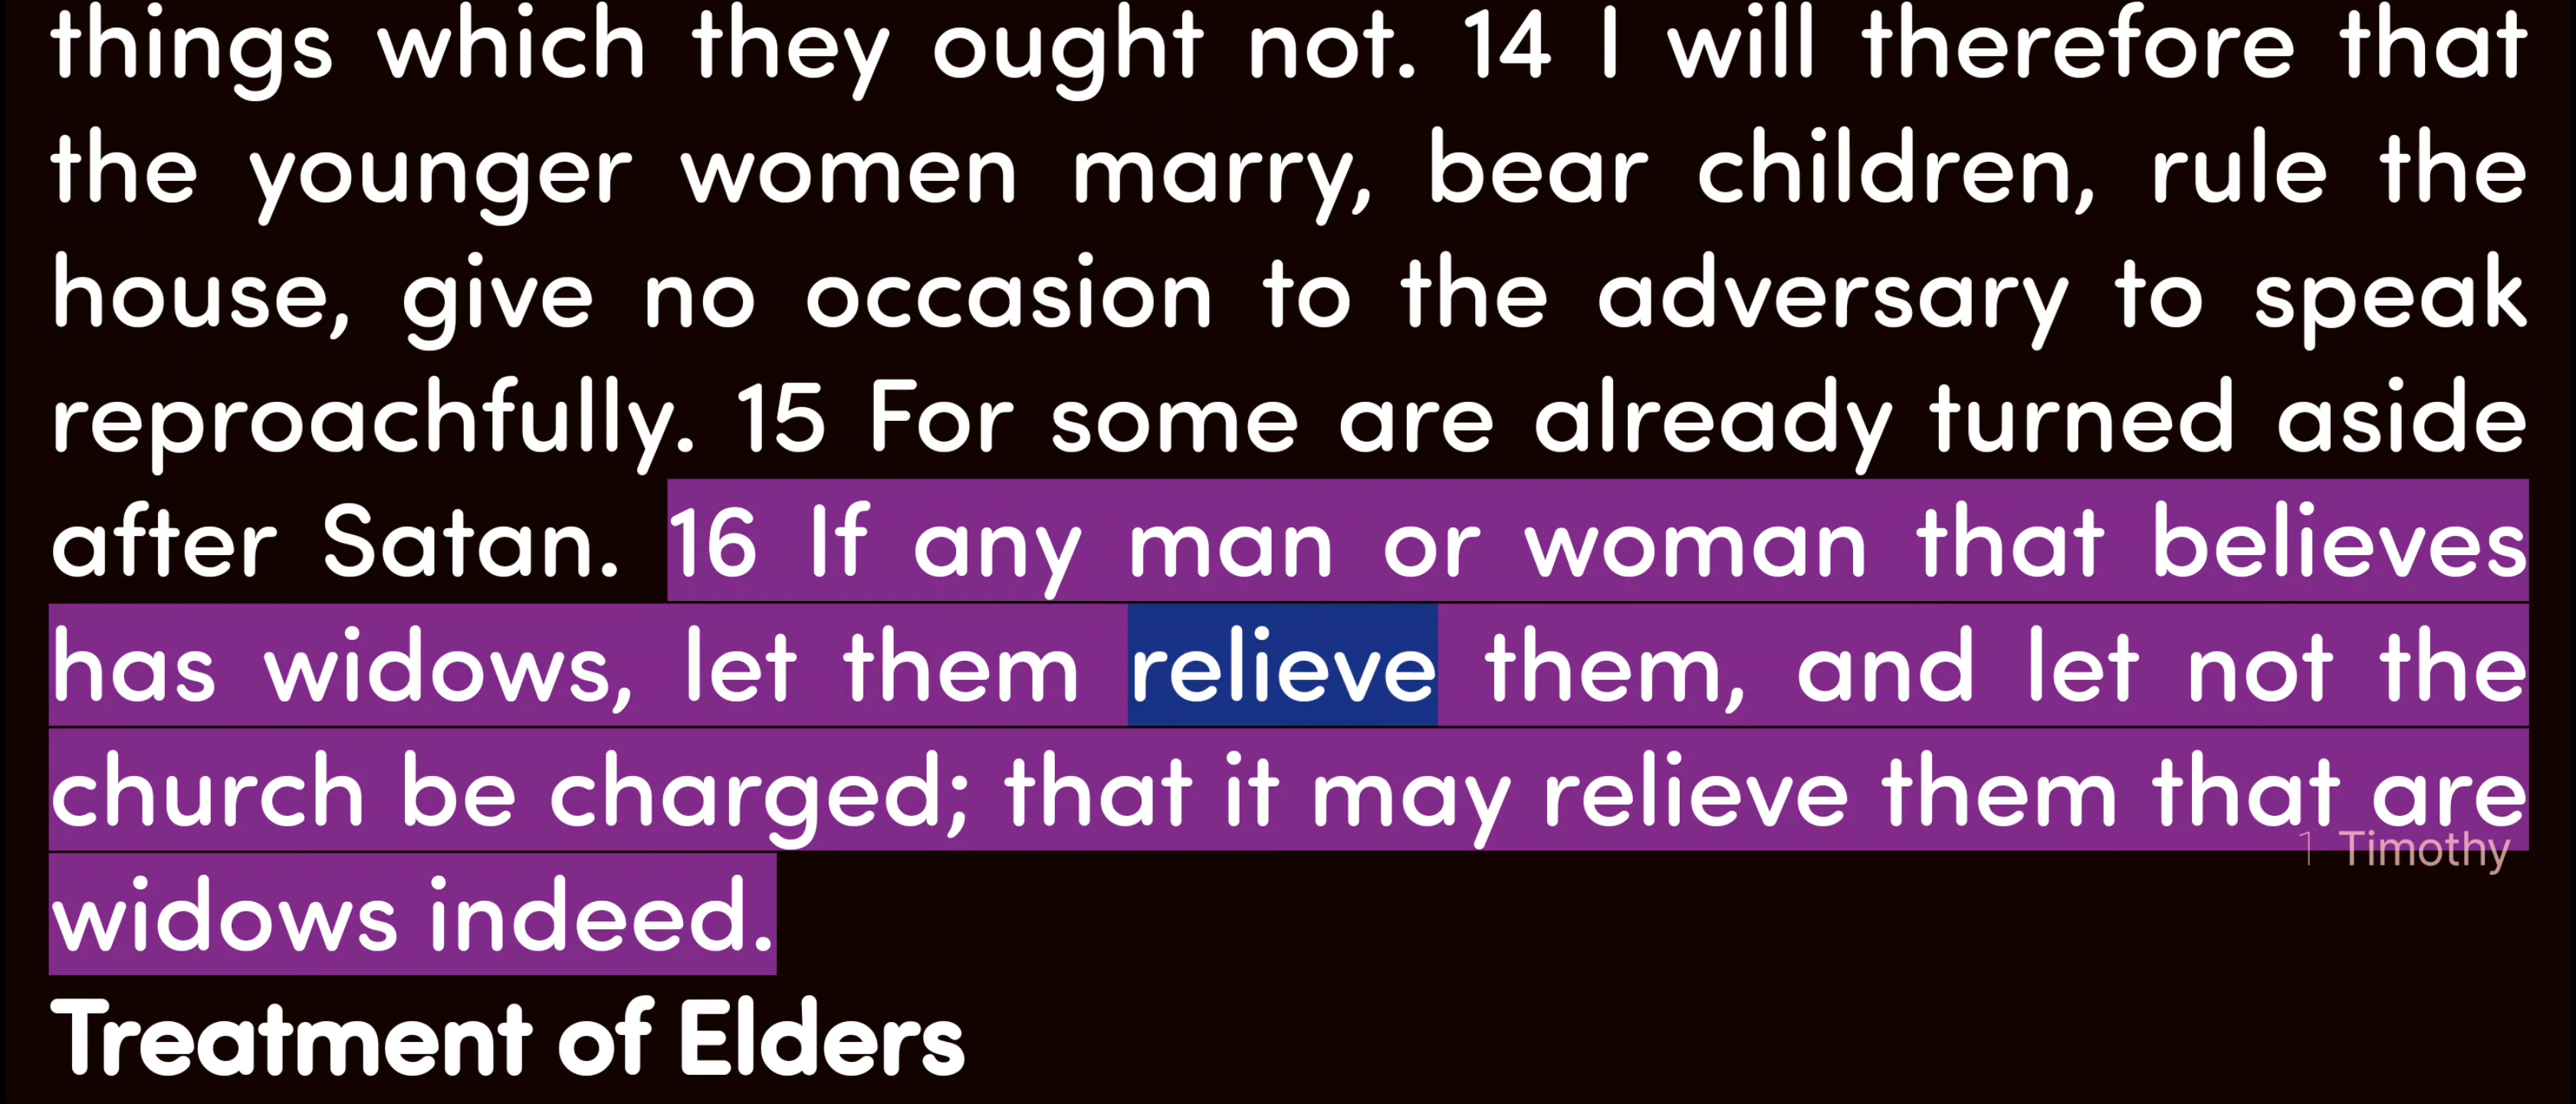 things which they ought not. 14 I will therefore that
the younger women marry, bear children, rule the
house, give no occasion to the adversary to speak
reproachfully. 15 For some are already turned aside
after Satan. 16 If any man or woman that believes
has widows, let them relieve them, and let not the
church be charged; that it may relieve them that are
1 Timothy
widows indeed.
Treatment of Elders